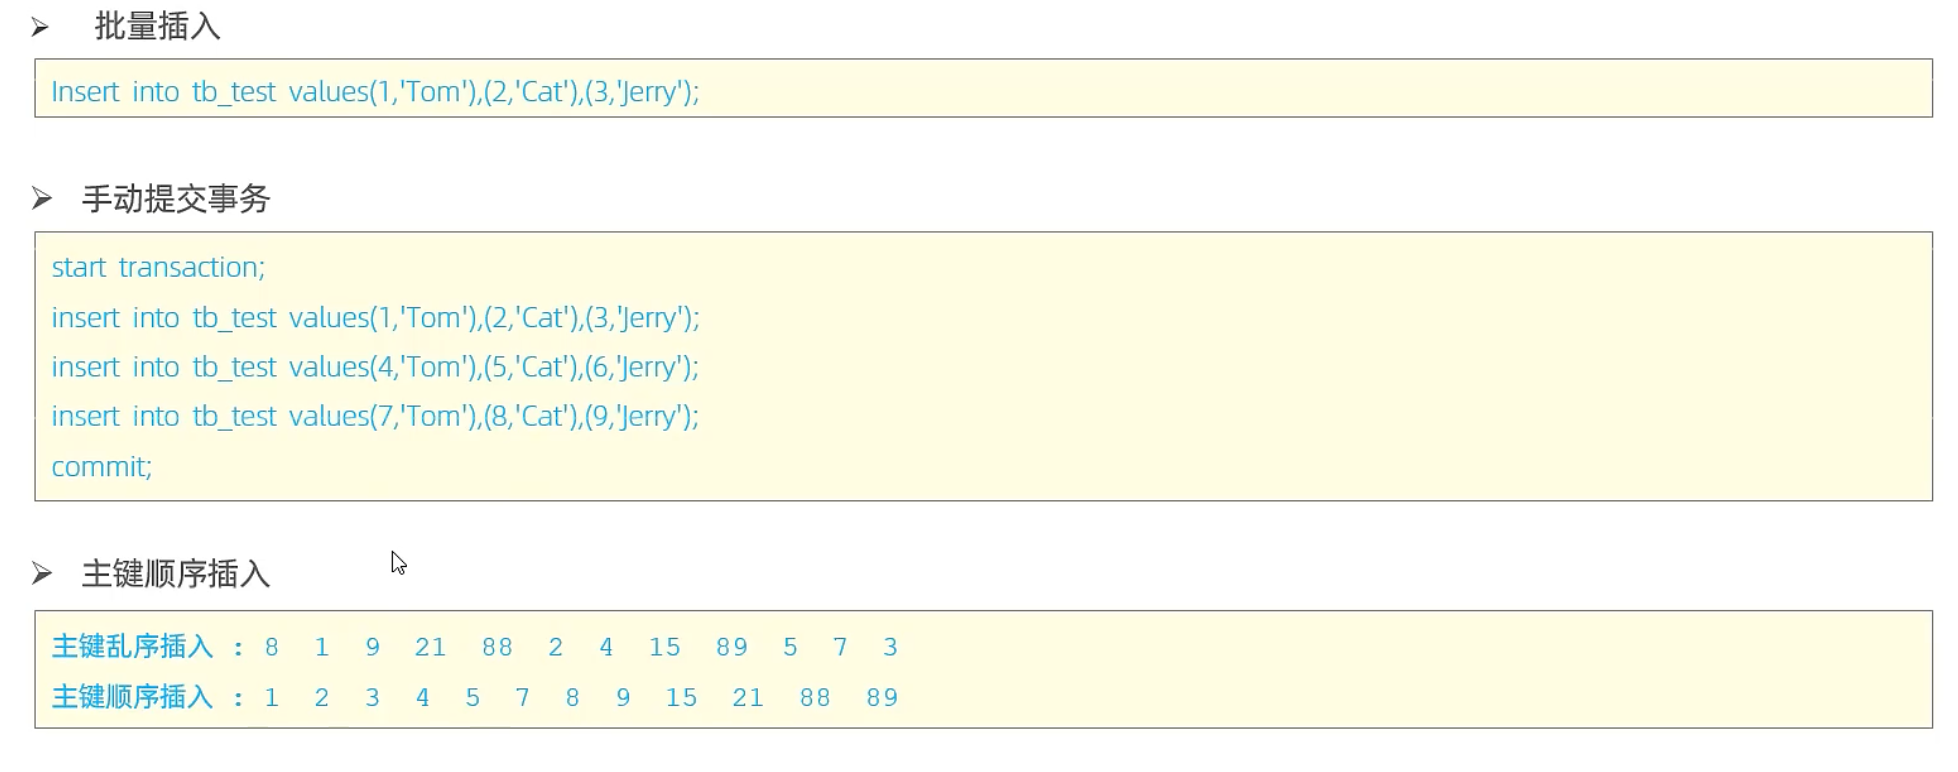 批量插入
Insert into tb_test values(1,'Tom'),(2,'Cat'),(3,'Jerry');
手动提交事务
start transaction;
insert into tb_test values(1,'Tom'),(2,'Cat'),(3,'Jerry');
insert into tb_test values(4,'Tom'),(5,'Cat'),(6,'Jerry');
insert into tb_test values(7,'Tom'),(8,'Cat'),(9,'Jerry');
commit;
主键顺序插入
主键乱序插入 : 8 1 9 21 88 2 4 15 89 5 7 3
主键顺序插入 : 1 2 3 4 5 7 8 9 15 21 88 89